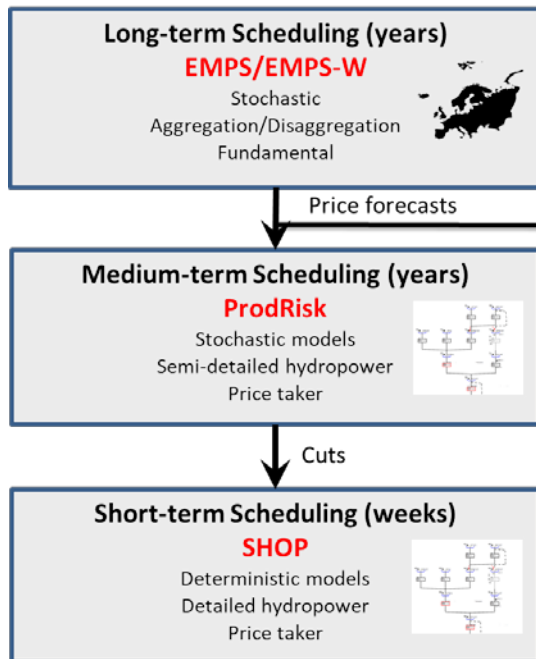 Long-term Scheduling (years)
EMPS/EMPS-W
Stochastic
Aggregation/Disaggregation
Fundamental
Price forecasts
Medium-term Scheduling (years)
ProdRisk
Stochastic models
Semi-detailed hydropower
Price taker
Cuts
Short-term Scheduling (weeks)
SHOP
Deterministic models
Detailed hydropower
Price taker